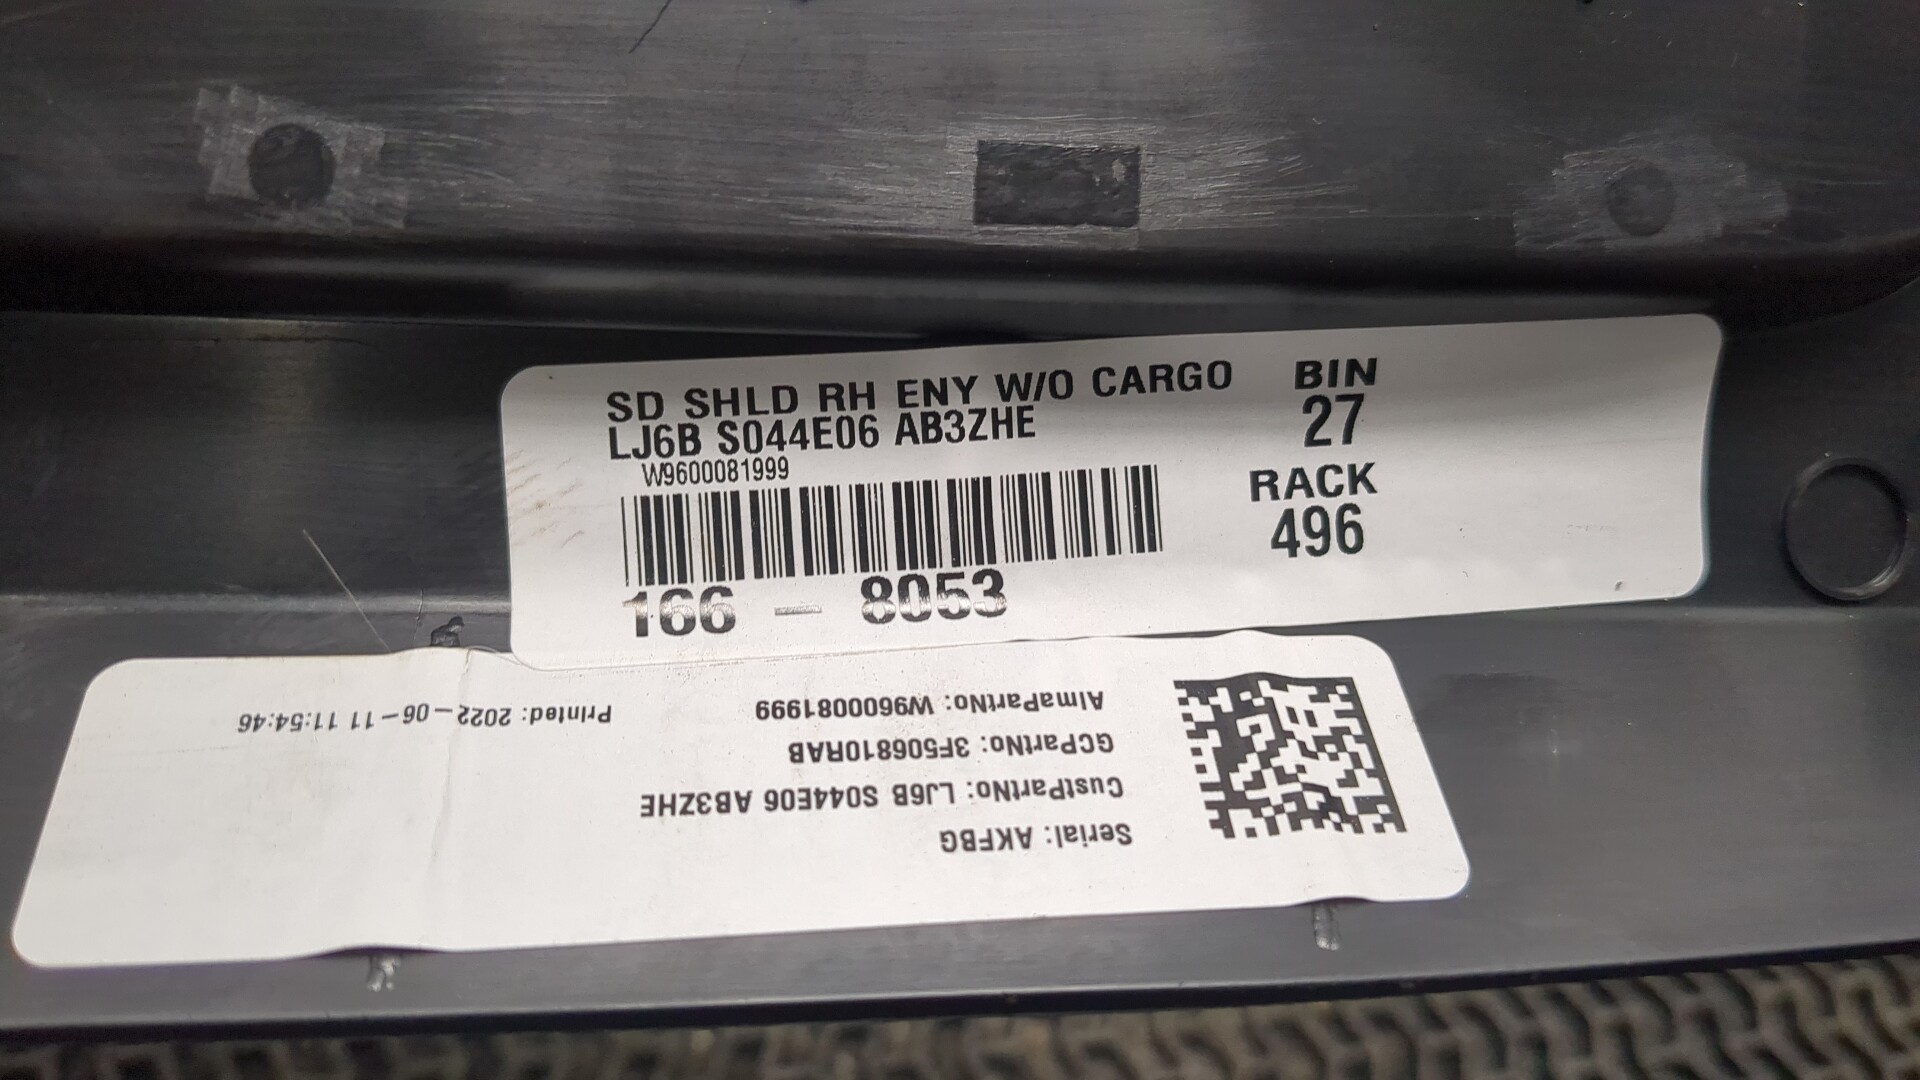 SD SHLD RH ENY W/O CARGO
LJ6B S044E06 AB3ZHE
W9600081999
166 - 8053
BIN
27
RACK
496
Serial: AKFBG
CustPartNo: LJ6B S044E06 AB3ZHE
GCPartNo: 3F506810RAB
AlmaPartNo: W9600081999
Printed: 2022-06-11 11:54:46